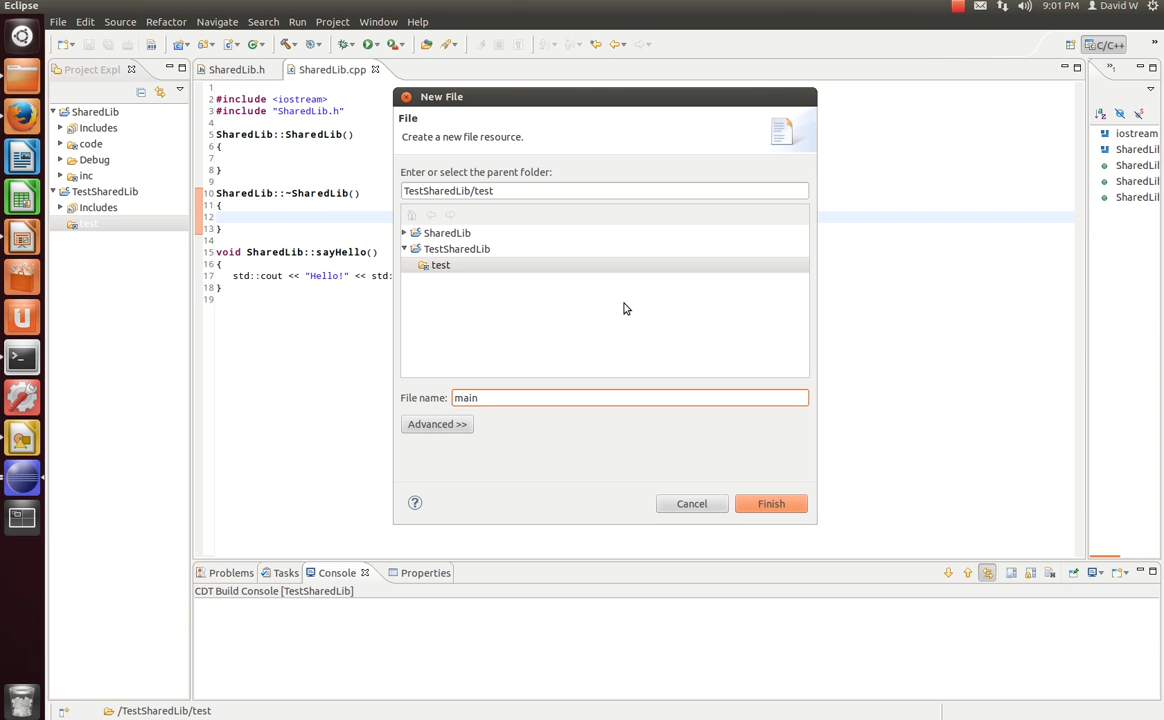 Eclipse
9:01 PM
David W
File Edit Source Refactor Navigate Search Run Project Window Help
C/C++
»
Project Expl
SharedLib.h
SharedLib.cpp
»1
SharedLib
Includes
code
Debug
inc
TestSharedLib
Includes
test
1
2 #include <iostream>
3 #include "SharedLib.h"
4
5 SharedLib::SharedLib()
6 {
7
8 }
9
10 SharedLib::~SharedLib()
11 {
12
13 }
14
15 void SharedLib::sayHello()
16 {
17 std::cout << "Hello!" << std:
18 }
19
New File
File
Create a new file resource.
Enter or select the parent folder:
TestSharedLib/test
SharedLib
TestSharedLib
test
File name: main
Advanced >>
?
Cancel
Finish
iostream
SharedLi
SharedLi
SharedLi
SharedLi
Problems
Tasks
Console
Properties
CDT Build Console [TestSharedLib]
/TestSharedLib/test